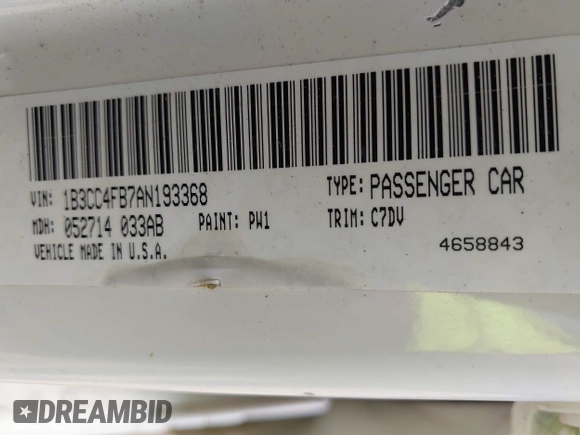 VIN: 1B3CC4FB7AN193368 TYPE: PASSENGER CAR
MDH: 052714 033AB PAINT: PW1 TRIM: C7DV
VEHICLE MADE IN U.S.A. 4658843
DREAMBID